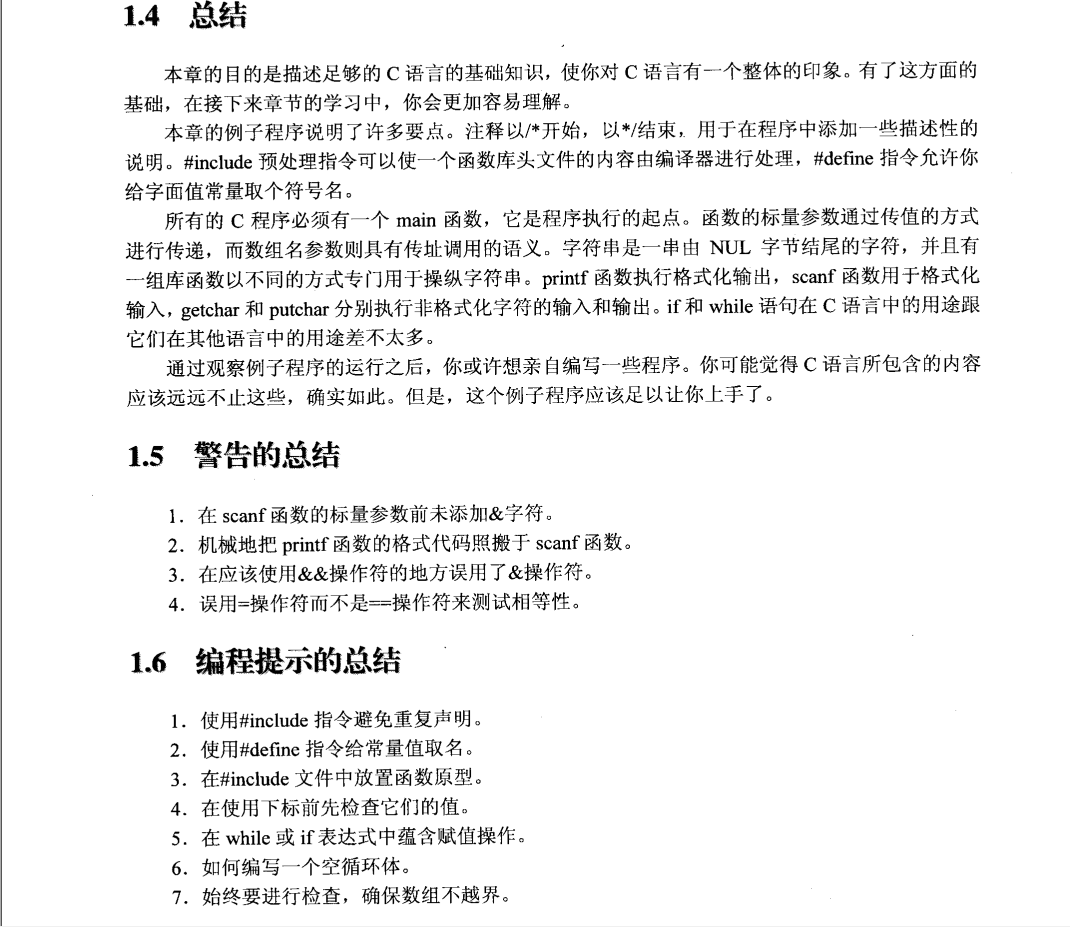 1.4 总结
本章的目的是描述足够的 C 语言的基础知识，使你对 C 语言有一个整体的印象。有了这方面的
基础，在接下来章节的学习中，你会更加容易理解。
本章的例子程序说明了许多要点。注释以/*开始，以*/结束，用于在程序中添加一些描述性的
说明。#include 预处理指令可以使一个函数库头文件的内容由编译器进行处理，#define 指令允许你
给字面值常量取个符号名。
所有的 C 程序必须有一个 main 函数，它是程序执行的起点。函数的标量参数通过传值的方式
进行传递，而数组名参数则具有传址调用的语义。字符串是一串由 NUL 字节结尾的字符，并且有
一组库函数以不同的方式专门用于操纵字符串。printf 函数执行格式化输出，scanf 函数用于格式化
输入，getchar 和 putchar 分别执行非格式化字符的输入和输出。if 和 while 语句在 C 语言中的用途跟
它们在其他语言中的用途差不太多。
通过观察例子程序的运行之后，你或许想亲自编写一些程序。你可能觉得 C 语言所包含的内容
应该远远不止这些，确实如此。但是，这个例子程序应该足以让你上手了。
1.5 警告的总结
1．在 scanf 函数的标量参数前未添加&字符。
2．机械地把 printf 函数的格式代码照搬于 scanf 函数。
3．在应该使用&&操作符的地方误用了&操作符。
4．误用=操作符而不是==操作符来测试相等性。
1.6 编程提示的总结
1．使用#include 指令避免重复声明。
2．使用#define 指令给常量值取名。
3．在#include 文件中放置函数原型。
4．在使用下标前先检查它们的值。
5．在 while 或 if 表达式中蕴含赋值操作。
6．如何编写一个空循环体。
7．始终要进行检查，确保数组不越界。